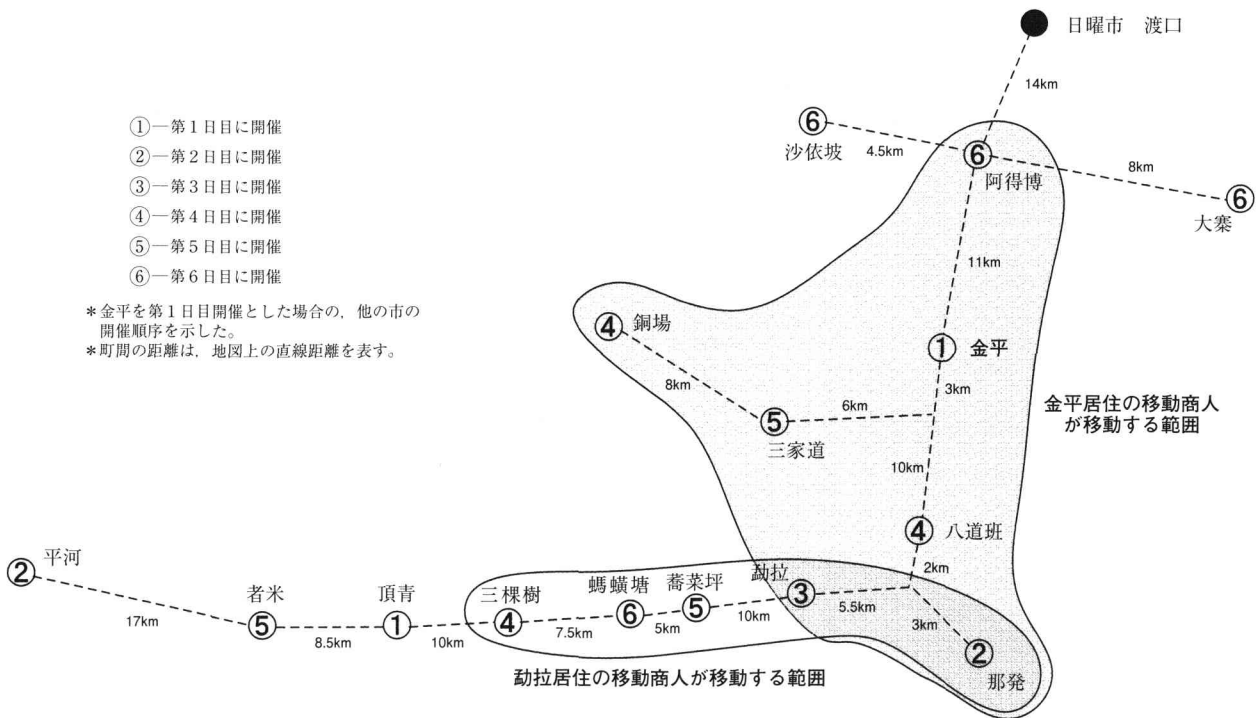 日曜市 渡口
14km
①―第1日目に開催
②―第2日目に開催
③―第3日目に開催
④―第4日目に開催
⑤―第5日目に開催
⑥―第6日目に開催
＊金平を第1日目開催とした場合の，他の市の
開催順序を示した。
＊町間の距離は，地図上の直線距離を表す。
⑥
沙依坡
4.5km
⑥
阿得博
8km
⑥
大寨
11km
④ 銅場
① 金平
8km
3km
6km
金平居住の移動商人
が移動する範囲
⑤
三家道
10km
④ 八道班
2km
② 平河
17km
者米
⑤
8.5km
頂青
①
10km
三棵樹
④
7.5km
螞蟥塘
⑥
5km
蕎菜坪
⑤
10km
勐拉
③
5.5km
3km
②
那発
勐拉居住の移動商人が移動する範囲